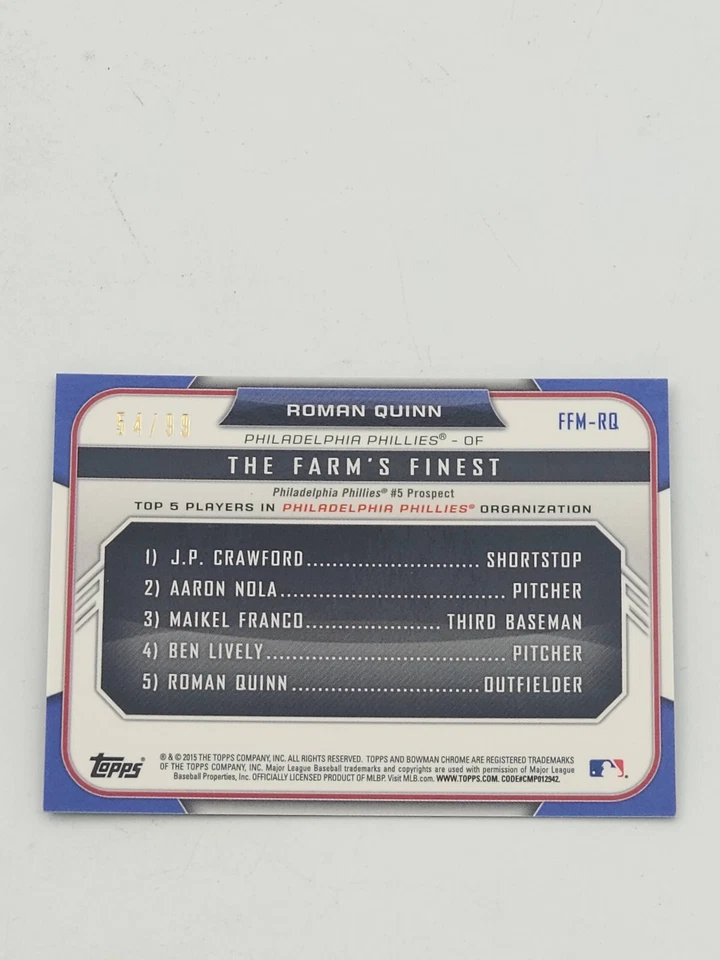 54/99
ROMAN QUINN
FFM-RQ
PHILADELPHIA PHILLIES® - OF
THE FARM'S FINEST
Philadelphia Phillies® #5 Prospect
TOP 5 PLAYERS IN PHILADELPHIA PHILLIES® ORGANIZATION
1) J.P. CRAWFORD............................ SHORTSTOP
2) AARON NOLA..................................... PITCHER
3) MAIKEL FRANCO...................... THIRD BASEMAN
4) BEN LIVELY....................................... PITCHER
5) ROMAN QUINN............................... OUTFIELDER
topps®
® & © 2015 THE TOPPS COMPANY, INC. ALL RIGHTS RESERVED. TOPPS AND BOWMAN CHROME ARE REGISTERED TRADEMARKS
OF THE TOPPS COMPANY, INC. Major League Baseball trademarks and copyrights are used with permission of Major League
Baseball Properties, Inc. OFFICIALLY LICENSED PRODUCT OF MLBP. Visit MLB.com. WWW.TOPPS.COM. CODE#CMP012942.